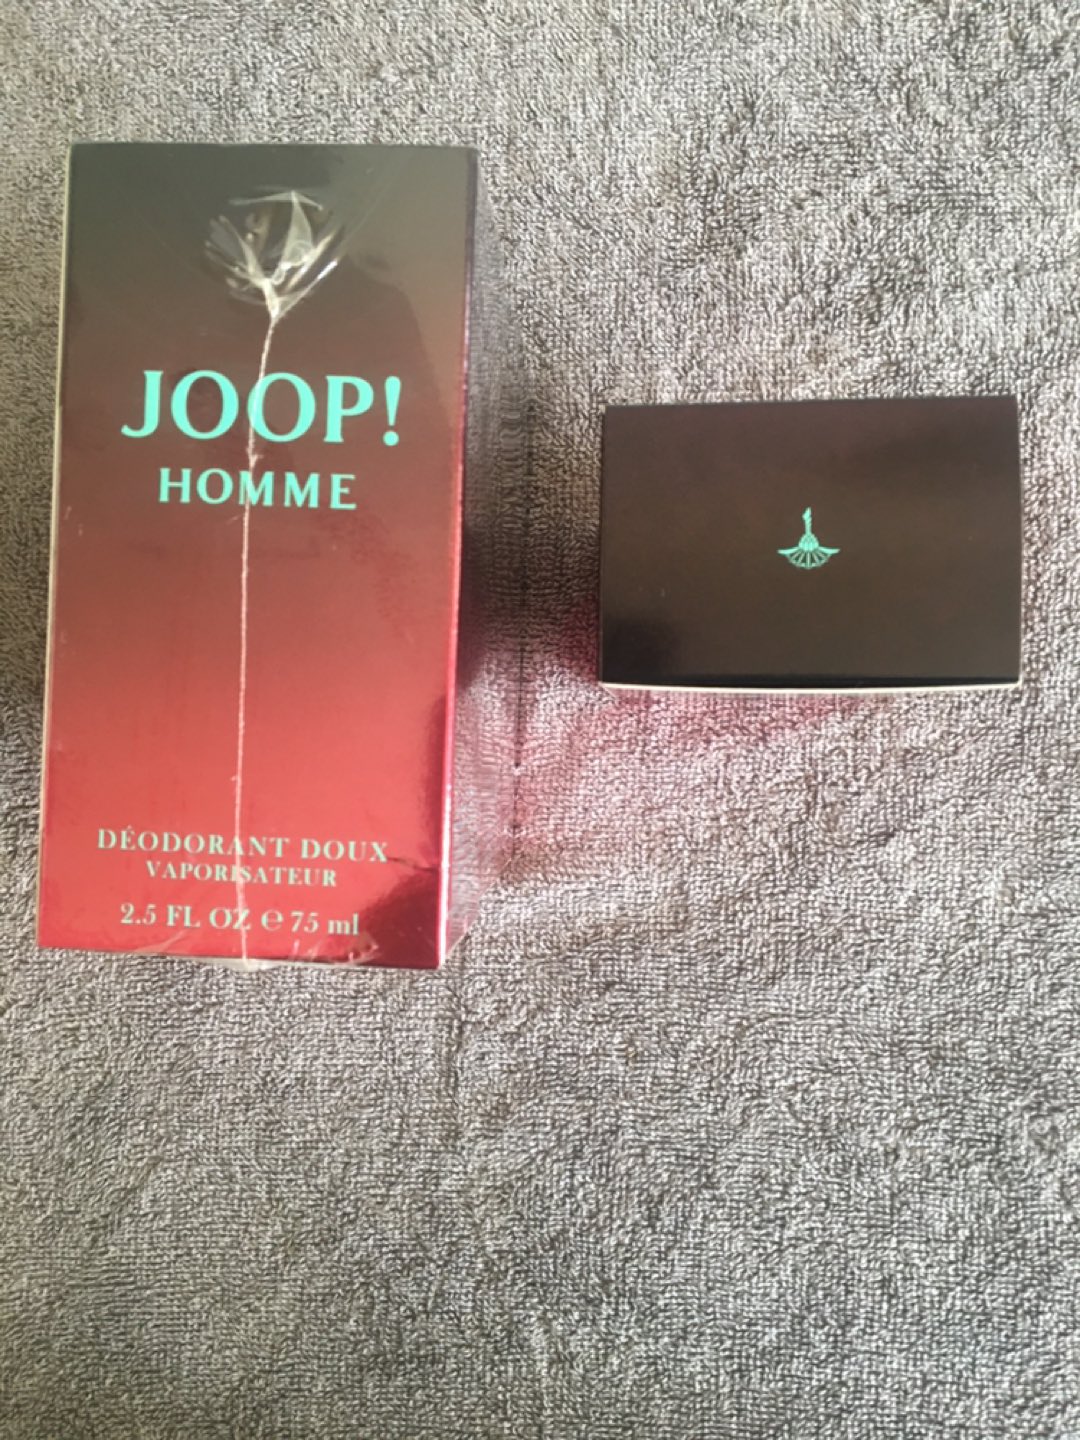 JOOP!
HOMME
DÉODORANT DOUX
VAPORISATEUR
2.5 FL OZ ℮ 75 ml